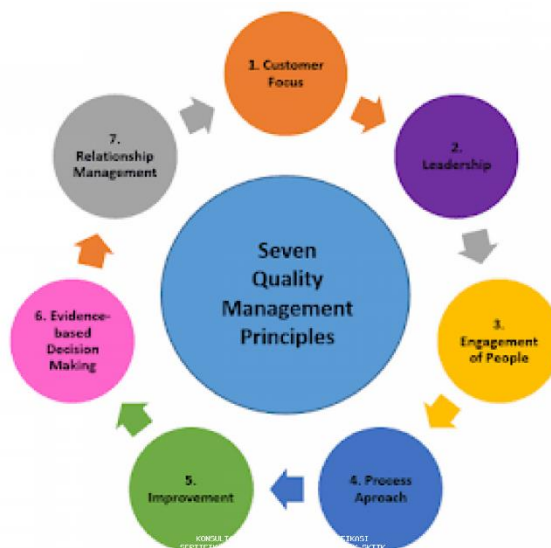 1. Customer
Focus
2.
Leadership
3.
Engagement
of People
4. Process
Aproach
5.
Improvement
6. Evidence-
based
Decision
Making
7.
Relationship
Management
Seven
Quality
Management
Principles